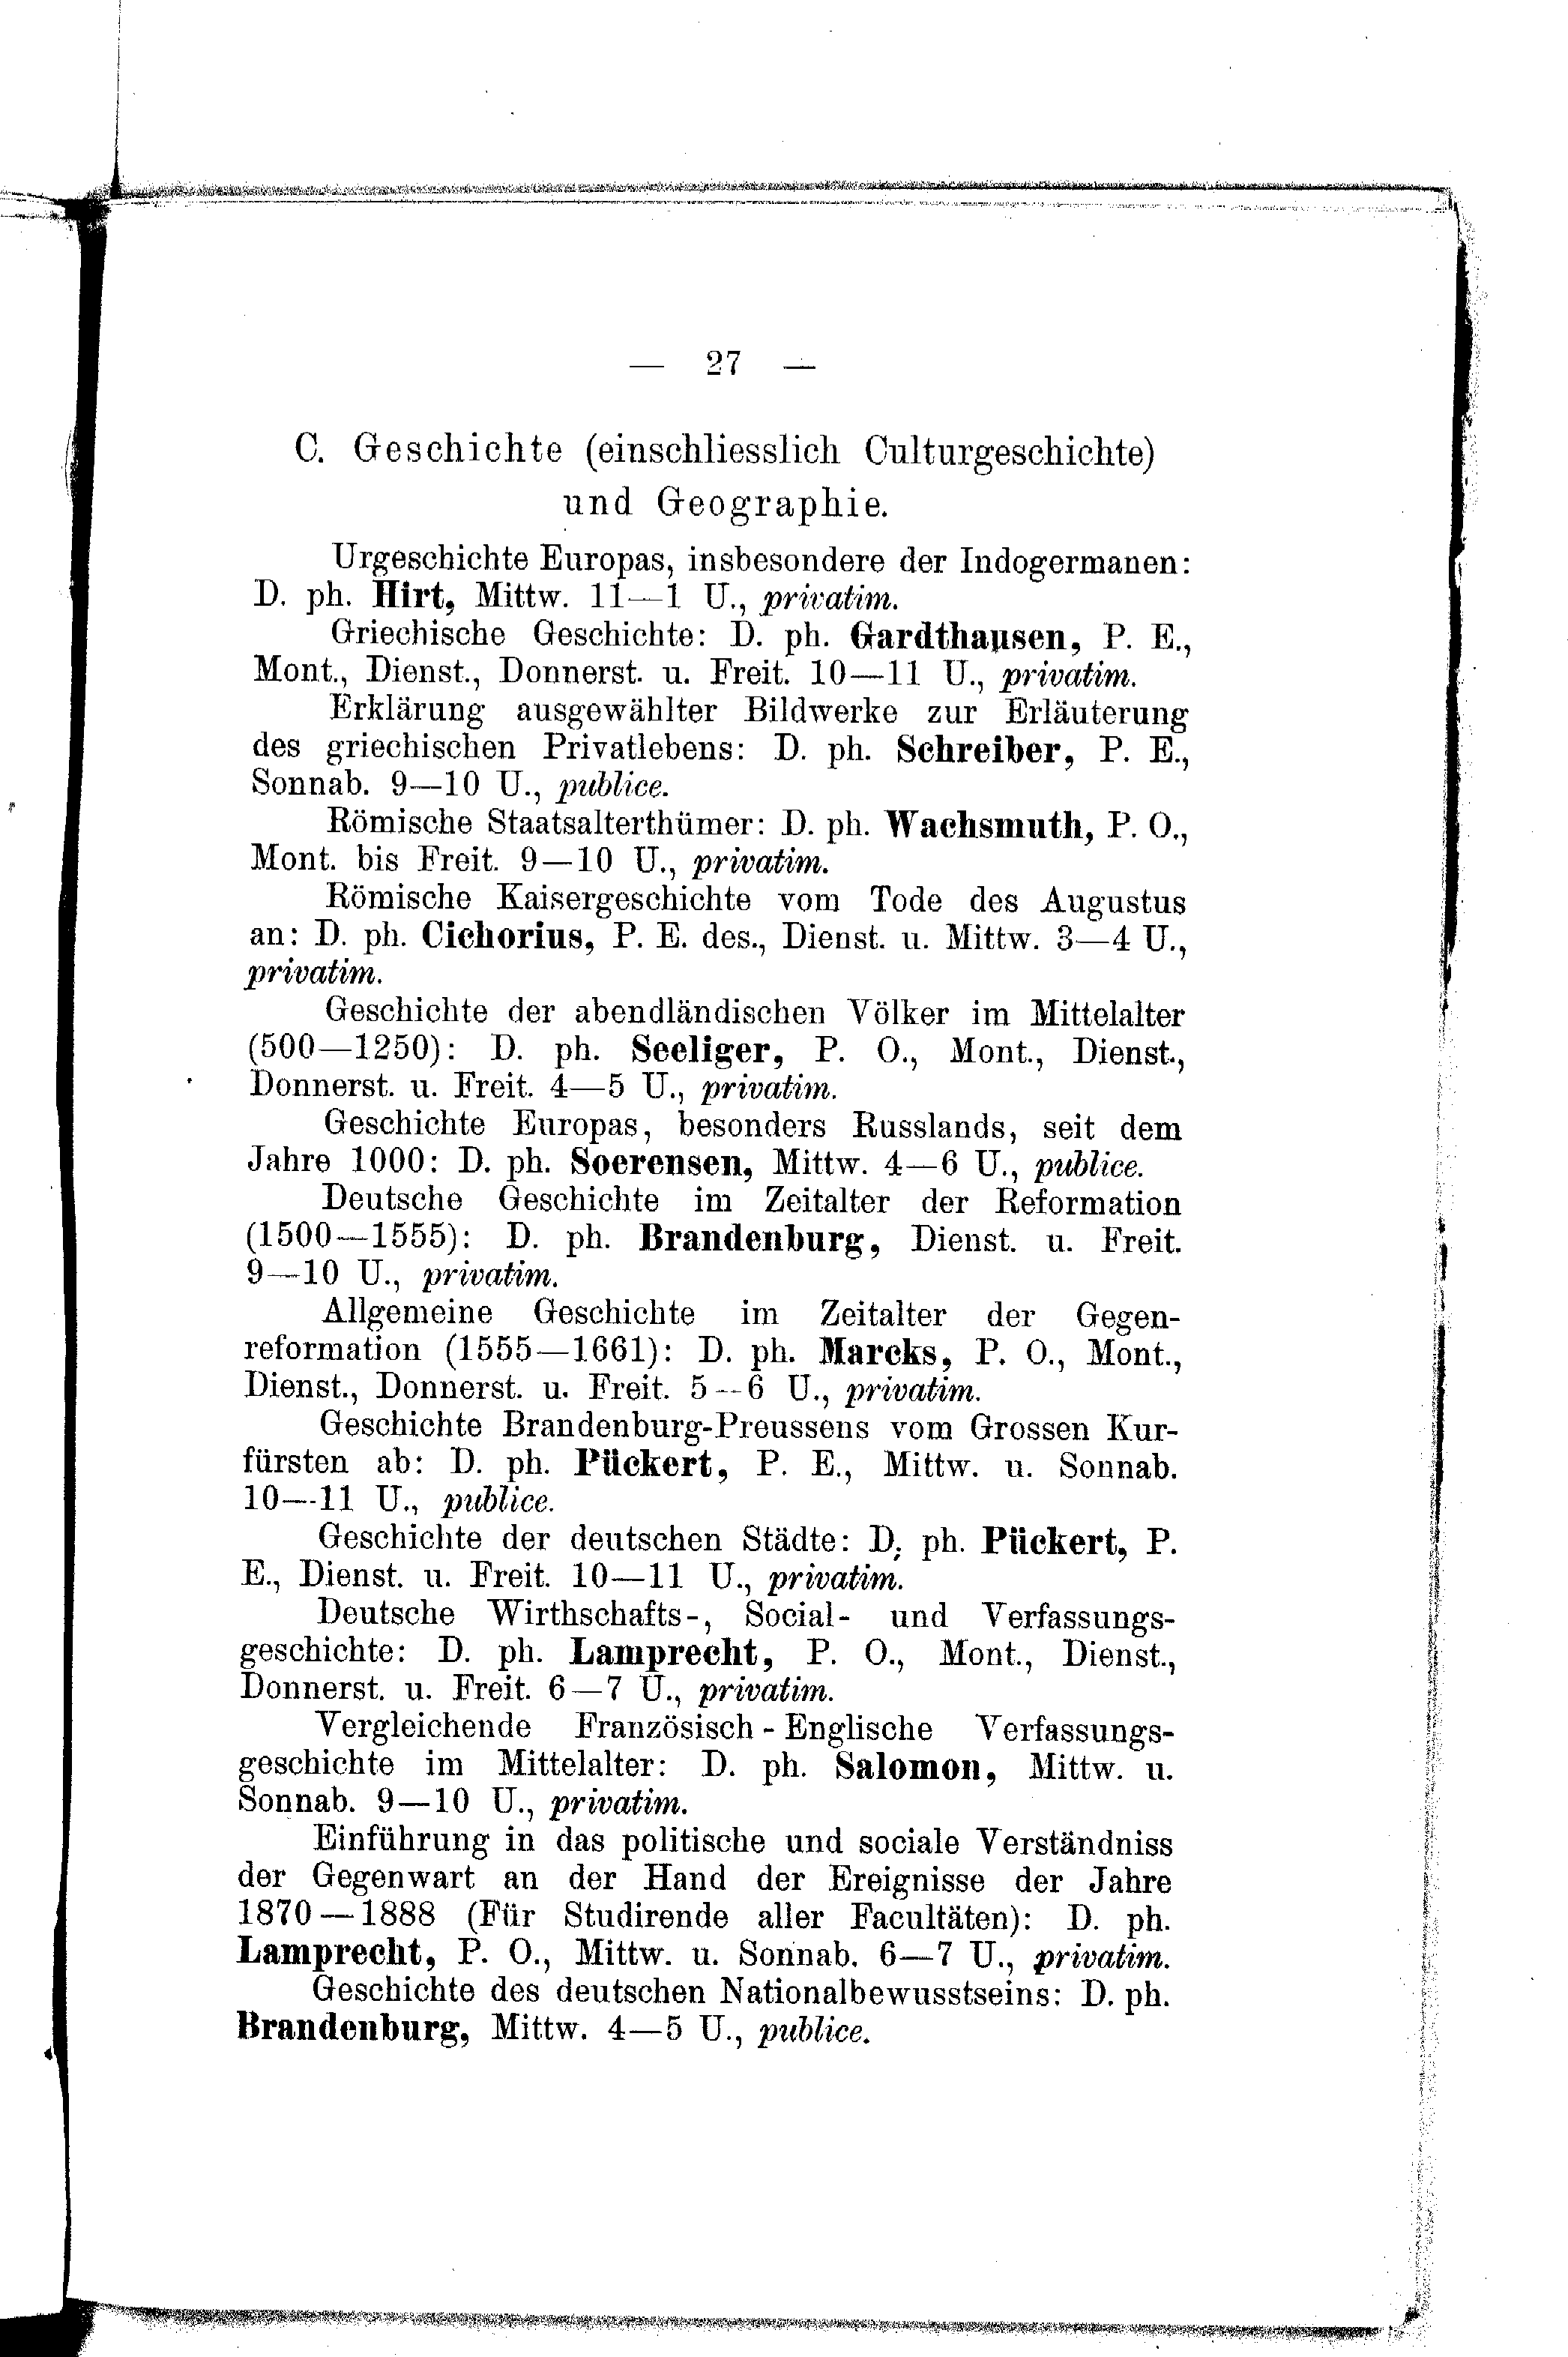 — 27 —
C. Geschichte (einschliesslich Culturgeschichte)
und Geographie.
Urgeschichte Europas, insbesondere der Indogermanen:
D. ph. Hirt, Mittw. 11—1 U., privatim.
Griechische Geschichte: D. ph. Gardthausen, P. E.,
Mont., Dienst., Donnerst. u. Freit. 10—11 U., privatim.
Erklärung ausgewählter Bildwerke zur Erläuterung
des griechischen Privatlebens: D. ph. Schreiber, P. E.,
Sonnab. 9—10 U., publice.
Römische Staatsalterthümer: D. ph. Wachsmuth, P. O.,
Mont. bis Freit. 9—10 U., privatim.
Römische Kaisergeschichte vom Tode des Augustus
an: D. ph. Cichorius, P. E. des., Dienst. u. Mittw. 3—4 U.,
privatim.
Geschichte der abendländischen Völker im Mittelalter
(500—1250): D. ph. Seeliger, P. O., Mont., Dienst.,
Donnerst. u. Freit. 4—5 U., privatim.
Geschichte Europas, besonders Russlands, seit dem
Jahre 1000: D. ph. Soerensen, Mittw. 4—6 U., publice.
Deutsche Geschichte im Zeitalter der Reformation
(1500—1555): D. ph. Brandenburg, Dienst. u. Freit.
9—10 U., privatim.
Allgemeine Geschichte im Zeitalter der Gegen-
reformation (1555—1661): D. ph. Marcks, P. O., Mont.,
Dienst., Donnerst. u. Freit. 5—6 U., privatim.
Geschichte Brandenburg-Preussens vom Grossen Kur-
fürsten ab: D. ph. Pückert, P. E., Mittw. u. Sonnab.
10—11 U., publice.
Geschichte der deutschen Städte: D. ph. Pückert, P.
E., Dienst. u. Freit. 10—11 U., privatim.
Deutsche Wirthschafts-, Social- und Verfassungs-
geschichte: D. ph. Lamprecht, P. O., Mont., Dienst.,
Donnerst. u. Freit. 6—7 U., privatim.
Vergleichende Französisch-Englische Verfassungs-
geschichte im Mittelalter: D. ph. Salomon, Mittw. u.
Sonnab. 9—10 U., privatim.
Einführung in das politische und sociale Verständniss
der Gegenwart an der Hand der Ereignisse der Jahre
1870—1888 (Für Studirende aller Facultäten): D. ph.
Lamprecht, P. O., Mittw. u. Sonnab. 6—7 U., privatim.
Geschichte des deutschen Nationalbewusstseins: D. ph.
Brandenburg, Mittw. 4—5 U., publice.